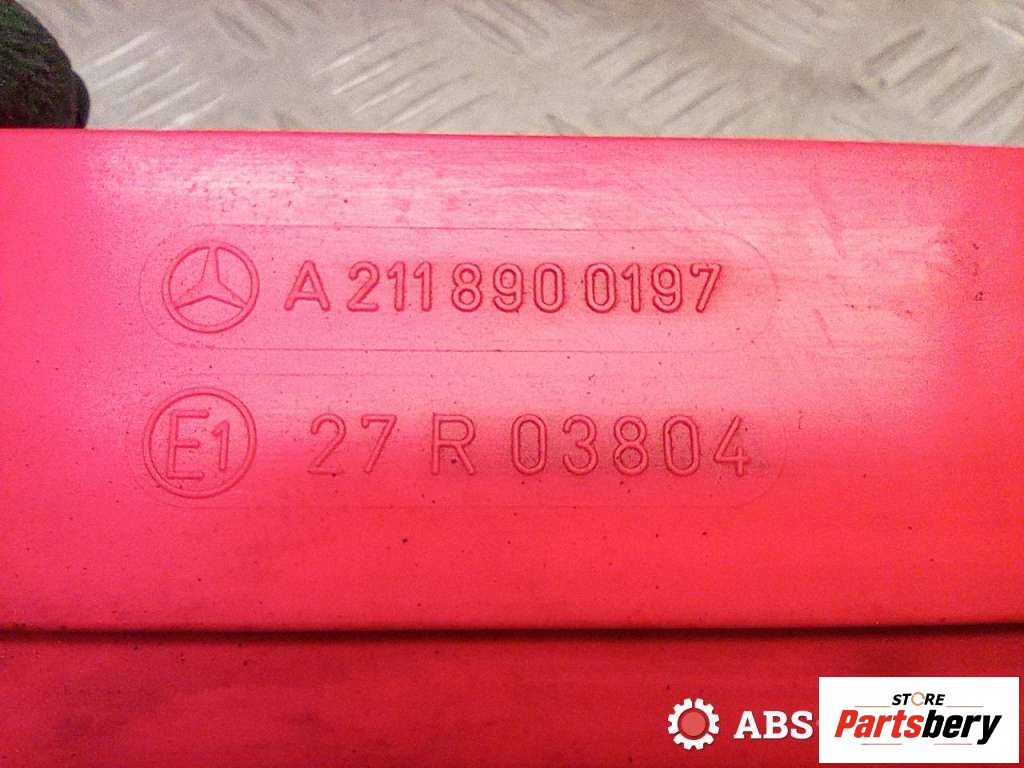 A 211 890 0197
E1 27 R 03804
STORE
ABS-
Partsbery